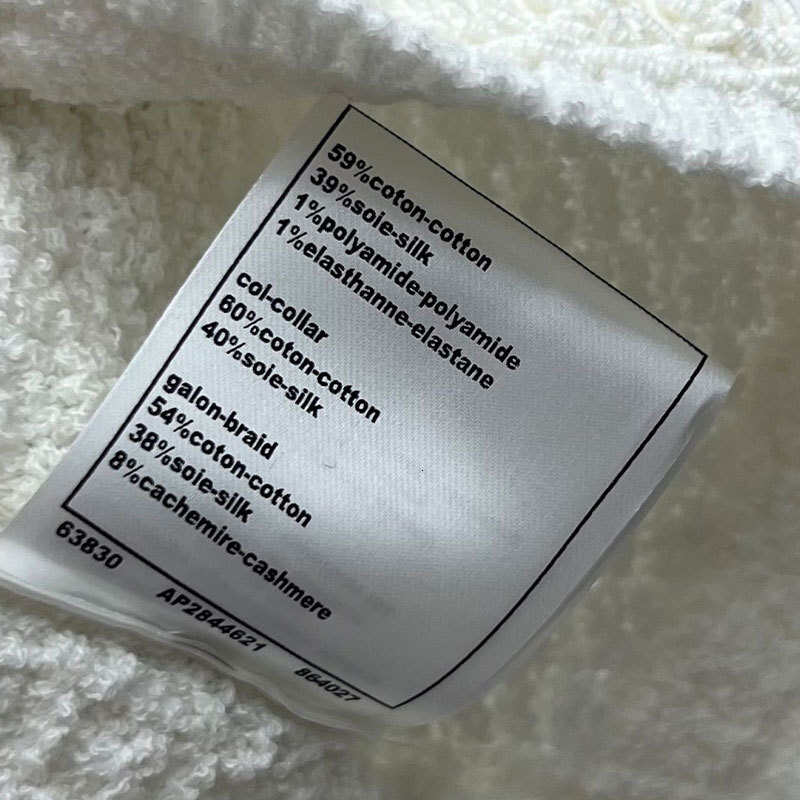 59%coton-cotton
39%soie-silk
1%polyamide-polyamide
1%elasthanne-elastane
col-collar
60%coton-cotton
40%soie-silk
galon-braid
54%coton-cotton
38%soie-silk
8%cachemire-cashmere
63830 AP2844621 864027